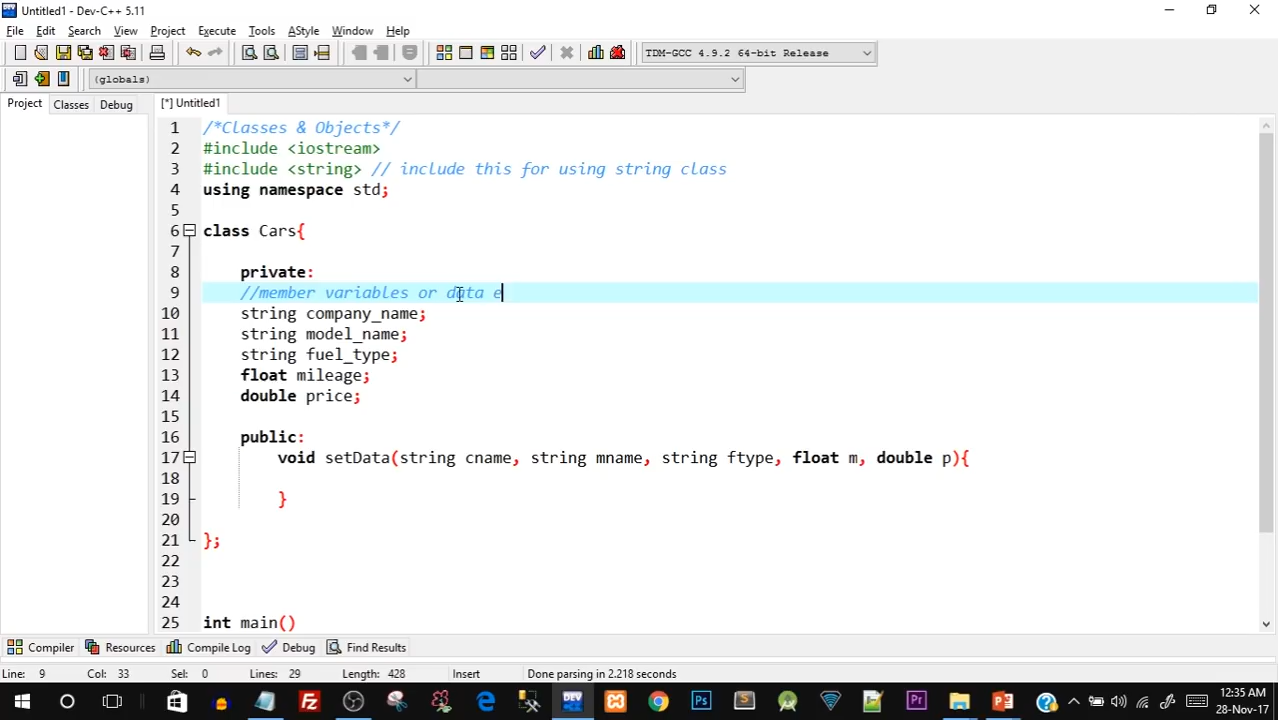 Untitled1 - Dev-C++ 5.11
File Edit Search View Project Execute Tools AStyle Window Help
TDM-GCC 4.9.2 64-bit Release
(globals)
Project Classes Debug [*] Untitled1
1 /*Classes & Objects*/
2 #include <iostream>
3 #include <string> // include this for using string class
4 using namespace std;
5
6 class Cars{
7
8 private:
9 //member variables or data e
10 string company_name;
11 string model_name;
12 string fuel_type;
13 float mileage;
14 double price;
15
16 public:
17 void setData(string cname, string mname, string ftype, float m, double p){
18
19 }
20
21 };
22
23
24
25 int main()
Compiler Resources Compile Log Debug Find Results
Line: 9 Col: 33 Sel: 0 Lines: 29 Length: 428 Insert Done parsing in 2.218 seconds
12:35 AM
28-Nov-17